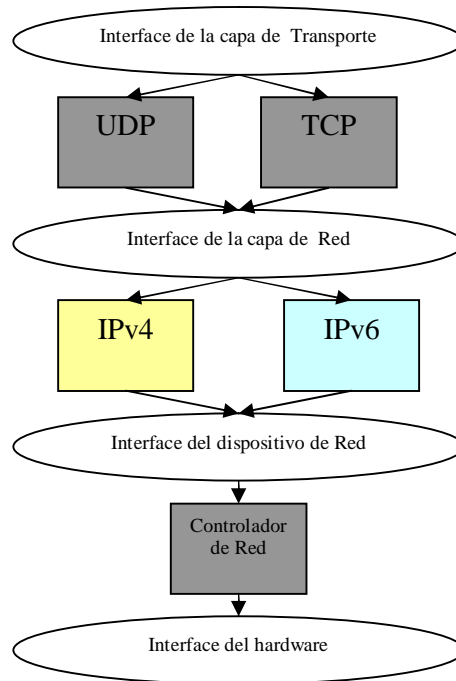 Interface de la capa de Transporte
UDP
TCP
Interface de la capa de Red
IPv4
IPv6
Interface del dispositivo de Red
Controlador
de Red
Interface del hardware